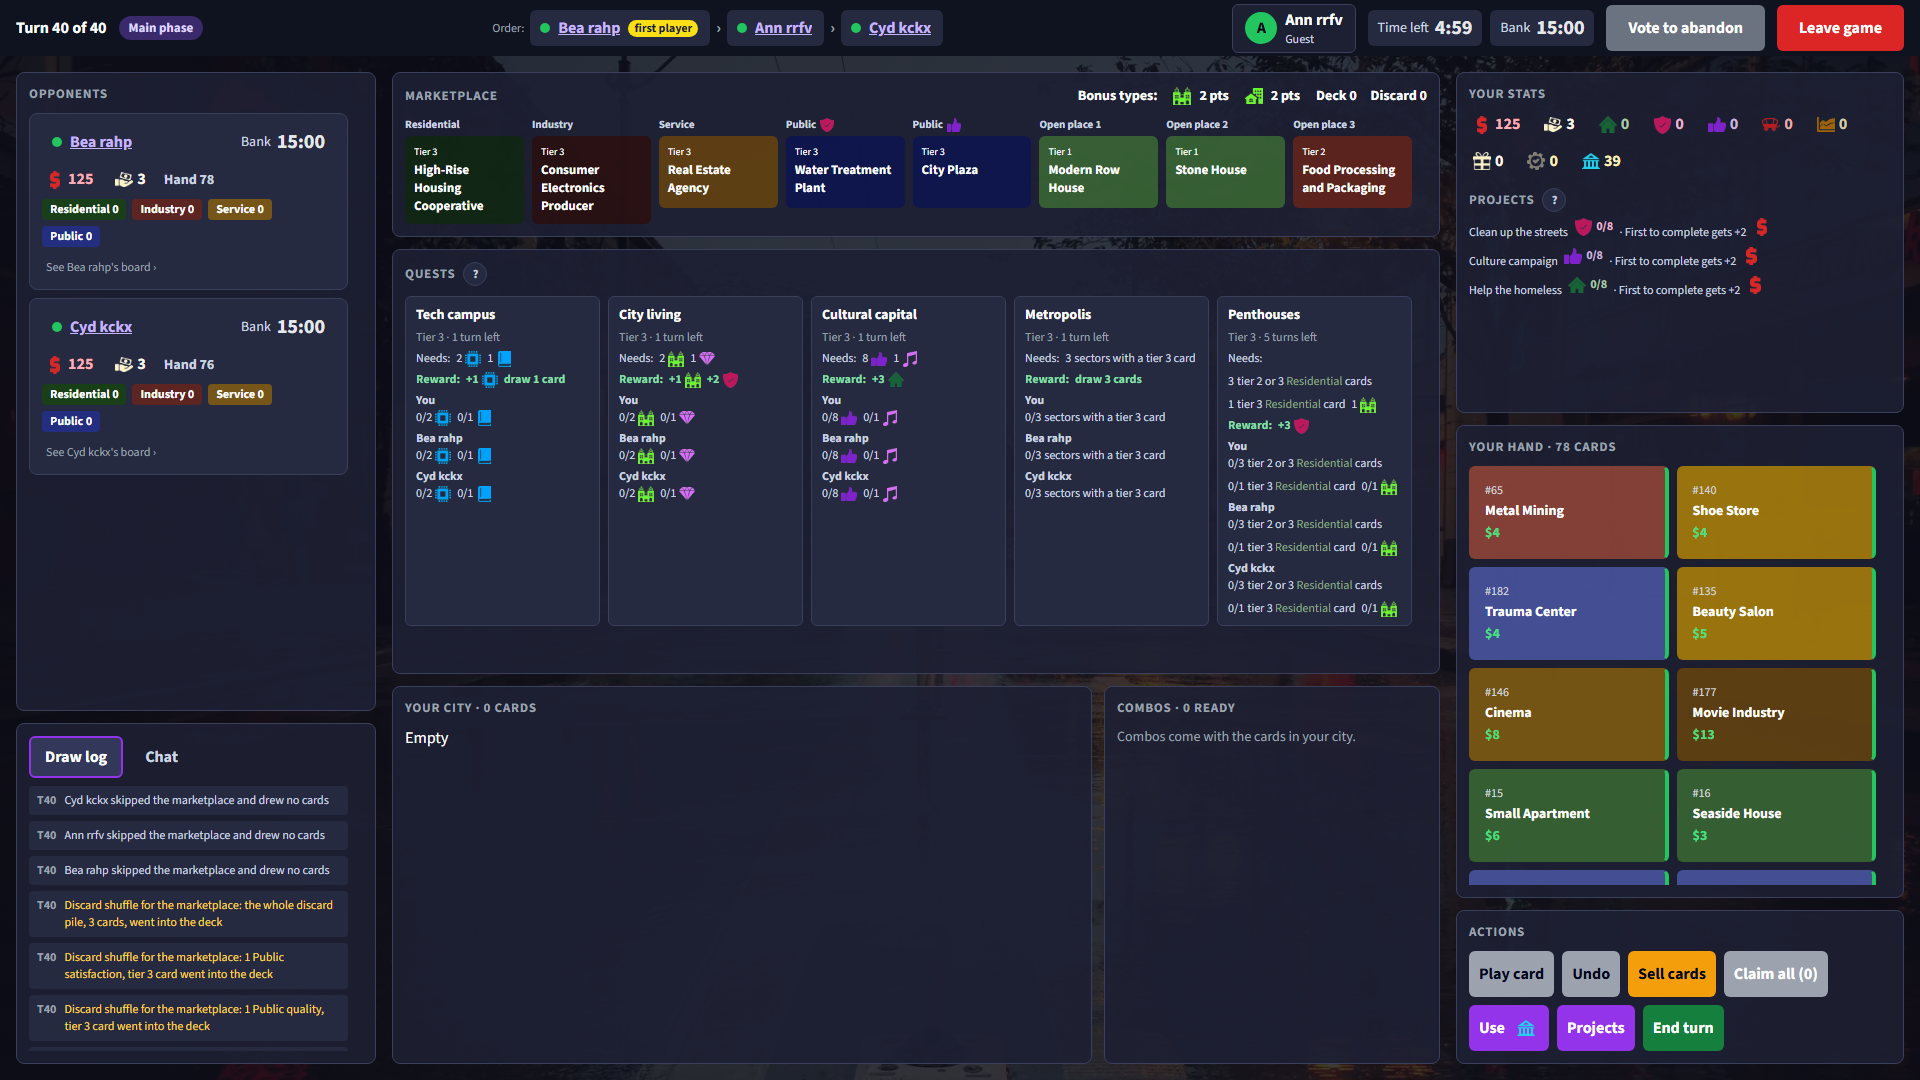 Turn 40 of 40
Main phase
Order:
Bea rahp
first player
›
Ann rrfv
›
Cyd kckx
A
Ann rrfv
Guest
Time left 4:59
Bank 15:00
Vote to abandon
Leave game
OPPONENTS
Bea rahp
Bank 15:00
125
3
Hand 78
Residential 0
Industry 0
Service 0
Public 0
See Bea rahp's board ›
Cyd kckx
Bank 15:00
125
3
Hand 76
Residential 0
Industry 0
Service 0
Public 0
See Cyd kckx's board ›
Draw log
Chat
T40 Cyd kckx skipped the marketplace and drew no cards
T40 Ann rrfv skipped the marketplace and drew no cards
T40 Bea rahp skipped the marketplace and drew no cards
T40 Discard shuffle for the marketplace: the whole discard
pile, 3 cards, went into the deck
T40 Discard shuffle for the marketplace: 1 Public
satisfaction, tier 3 card went into the deck
T40 Discard shuffle for the marketplace: 1 Public quality,
tier 3 card went into the deck
MARKETPLACE
Bonus types:
2 pts
2 pts
Deck 0
Discard 0
Residential
Tier 3
High-Rise
Housing
Cooperative
Industry
Tier 3
Consumer
Electronics
Producer
Service
Tier 3
Real Estate
Agency
Public
Tier 3
Water Treatment
Plant
Public
Tier 3
City Plaza
Open place 1
Tier 1
Modern Row
House
Open place 2
Tier 1
Stone House
Open place 3
Tier 2
Food Processing
and Packaging
QUESTS ?
Tech campus
Tier 3 · 1 turn left
Needs: 2 1
Reward: +1 draw 1 card
You
0/2 0/1
Bea rahp
0/2 0/1
Cyd kckx
0/2 0/1
City living
Tier 3 · 1 turn left
Needs: 2 1
Reward: +1 +2
You
0/2 0/1
Bea rahp
0/2 0/1
Cyd kckx
0/2 0/1
Cultural capital
Tier 3 · 1 turn left
Needs: 8 1
Reward: +3
You
0/8 0/1
Bea rahp
0/8 0/1
Cyd kckx
0/8 0/1
Metropolis
Tier 3 · 1 turn left
Needs: 3 sectors with a tier 3 card
Reward: draw 3 cards
You
0/3 sectors with a tier 3 card
Bea rahp
0/3 sectors with a tier 3 card
Cyd kckx
0/3 sectors with a tier 3 card
Penthouses
Tier 3 · 5 turns left
Needs:
3 tier 2 or 3 Residential cards
1 tier 3 Residential card 1
Reward: +3
You
0/3 tier 2 or 3 Residential cards
0/1 tier 3 Residential card 0/1
Bea rahp
0/3 tier 2 or 3 Residential cards
0/1 tier 3 Residential card 0/1
Cyd kckx
0/3 tier 2 or 3 Residential cards
0/1 tier 3 Residential card 0/1
YOUR CITY · 0 CARDS
Empty
COMBOS · 0 READY
Combos come with the cards in your city.
YOUR STATS
125 3 0 0 0 0 0
0 0 39
PROJECTS ?
Clean up the streets 0/8 · First to complete gets +2
Culture campaign 0/8 · First to complete gets +2
Help the homeless 0/8 · First to complete gets +2
YOUR HAND · 78 CARDS
#65
Metal Mining
$4
#140
Shoe Store
$4
#182
Trauma Center
$4
#135
Beauty Salon
$5
#146
Cinema
$8
#177
Movie Industry
$13
#15
Small Apartment
$6
#16
Seaside House
$3
ACTIONS
Play card
Undo
Sell cards
Claim all (0)
Use
Projects
End turn